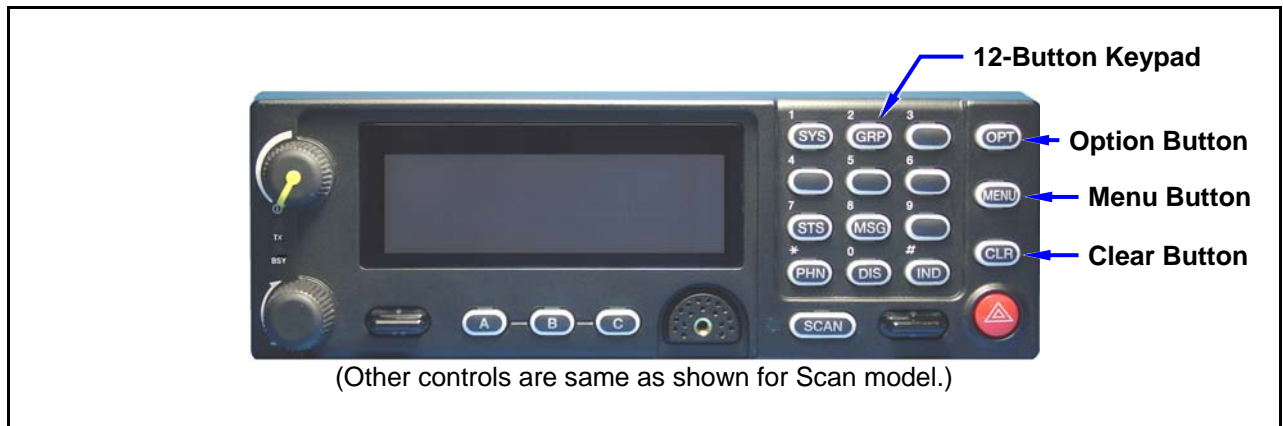 12-Button Keypad
1 2 3
SYS GRP OPT
Option Button
4 5 6
MENU
Menu Button
7 8 9
STS MSG
CLR
Clear Button
* 0 #
PHN DIS IND
TX
BSY
A B C
SCAN
(Other controls are same as shown for Scan model.)